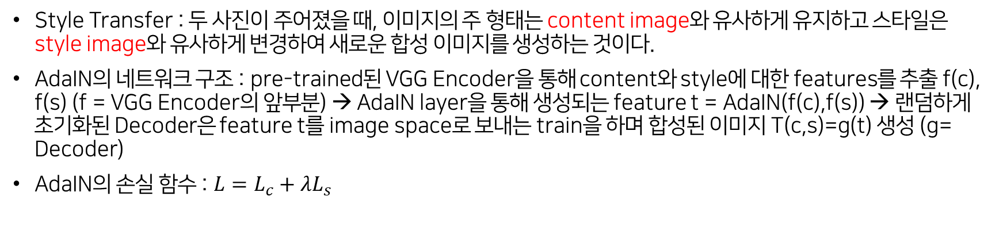 • Style Transfer : 두 사진이 주어졌을 때, 이미지의 주 형태는 content image와 유사하게 유지하고 스타일은
style image와 유사하게 변경하여 새로운 합성 이미지를 생성하는 것이다.
• AdaIN의 네트워크 구조 : pre-trained된 VGG Encoder을 통해 content와 style에 대한 features를 추출 f(c),
f(s) (f = VGG Encoder의 앞부분) → AdaIN layer을 통해 생성되는 feature t = AdaIN(f(c),f(s)) → 랜덤하게
초기화된 Decoder은 feature t를 image space로 보내는 train을 하며 합성된 이미지 T(c,s)=g(t) 생성 (g=
Decoder)
• AdaIN의 손실 함수 : L = L_c + λL_s